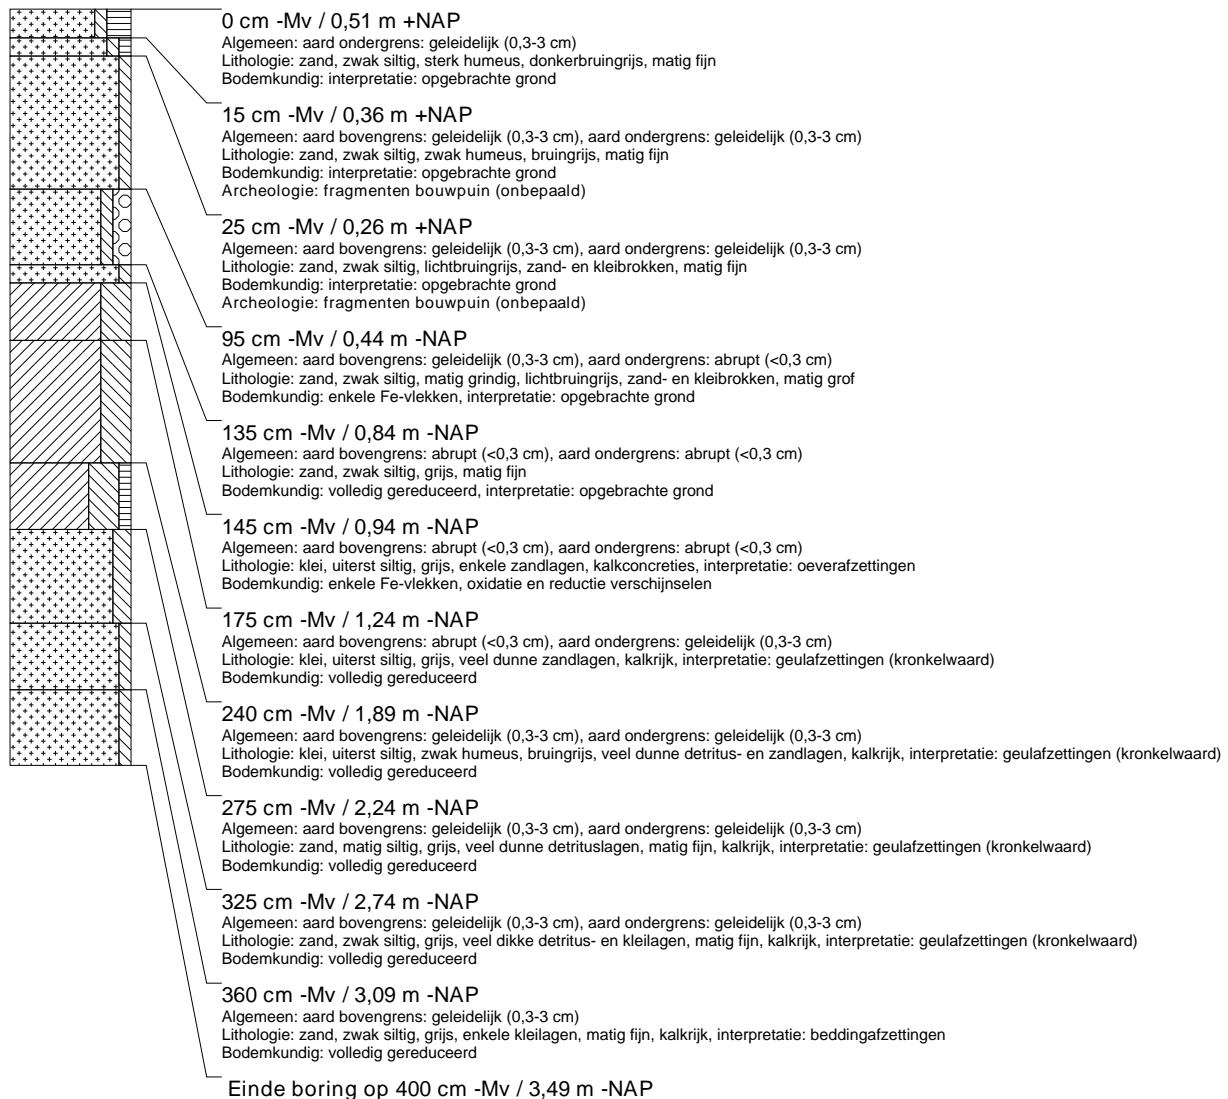 0 cm -Mv / 0,51 m +NAP
Algemeen: aard ondergrens: geleidelijk (0,3-3 cm)
Lithologie: zand, zwak siltig, sterk humeus, donkerbruingrijs, matig fijn
Bodemkundig: interpretatie: opgebrachte grond
15 cm -Mv / 0,36 m +NAP
Algemeen: aard bovengrens: geleidelijk (0,3-3 cm), aard ondergrens: geleidelijk (0,3-3 cm)
Lithologie: zand, zwak siltig, zwak humeus, bruingrijs, matig fijn
Bodemkundig: interpretatie: opgebrachte grond
Archeologie: fragmenten bouwpuin (onbepaald)
25 cm -Mv / 0,26 m +NAP
Algemeen: aard bovengrens: geleidelijk (0,3-3 cm), aard ondergrens: geleidelijk (0,3-3 cm)
Lithologie: zand, zwak siltig, lichtbruingrijs, zand- en kleibrokken, matig fijn
Bodemkundig: interpretatie: opgebrachte grond
Archeologie: fragmenten bouwpuin (onbepaald)
95 cm -Mv / 0,44 m -NAP
Algemeen: aard bovengrens: geleidelijk (0,3-3 cm), aard ondergrens: abrupt (<0,3 cm)
Lithologie: zand, zwak siltig, matig grindig, lichtbruingrijs, zand- en kleibrokken, matig grof
Bodemkundig: enkele Fe-vlekken, interpretatie: opgebrachte grond
135 cm -Mv / 0,84 m -NAP
Algemeen: aard bovengrens: abrupt (<0,3 cm), aard ondergrens: abrupt (<0,3 cm)
Lithologie: zand, zwak siltig, grijs, matig fijn
Bodemkundig: volledig gereduceerd, interpretatie: opgebrachte grond
145 cm -Mv / 0,94 m -NAP
Algemeen: aard bovengrens: abrupt (<0,3 cm), aard ondergrens: abrupt (<0,3 cm)
Lithologie: klei, uiterst siltig, grijs, enkele zandlagen, kalkconcreties, interpretatie: oeverafzettingen
Bodemkundig: enkele Fe-vlekken, oxidatie en reductie verschijnselen
175 cm -Mv / 1,24 m -NAP
Algemeen: aard bovengrens: abrupt (<0,3 cm), aard ondergrens: geleidelijk (0,3-3 cm)
Lithologie: klei, uiterst siltig, grijs, veel dunne zandlagen, kalkrijk, interpretatie: geulafzettingen (kronkelwaard)
Bodemkundig: volledig gereduceerd
240 cm -Mv / 1,89 m -NAP
Algemeen: aard bovengrens: geleidelijk (0,3-3 cm), aard ondergrens: geleidelijk (0,3-3 cm)
Lithologie: klei, uiterst siltig, zwak humeus, bruingrijs, veel dunne detritus- en zandlagen, kalkrijk, interpretatie: geulafzettingen (kronkelwaard)
Bodemkundig: volledig gereduceerd
275 cm -Mv / 2,24 m -NAP
Algemeen: aard bovengrens: geleidelijk (0,3-3 cm), aard ondergrens: geleidelijk (0,3-3 cm)
Lithologie: zand, matig siltig, grijs, veel dunne detrituslagen, matig fijn, kalkrijk, interpretatie: geulafzettingen (kronkelwaard)
Bodemkundig: volledig gereduceerd
325 cm -Mv / 2,74 m -NAP
Algemeen: aard bovengrens: geleidelijk (0,3-3 cm), aard ondergrens: geleidelijk (0,3-3 cm)
Lithologie: zand, zwak siltig, grijs, veel dikke detritus- en kleilagen, matig fijn, kalkrijk, interpretatie: geulafzettingen (kronkelwaard)
Bodemkundig: volledig gereduceerd
360 cm -Mv / 3,09 m -NAP
Algemeen: aard bovengrens: geleidelijk (0,3-3 cm)
Lithologie: zand, zwak siltig, grijs, enkele kleilagen, matig fijn, kalkrijk, interpretatie: beddingafzettingen
Bodemkundig: volledig gereduceerd
Einde boring op 400 cm -Mv / 3,49 m -NAP